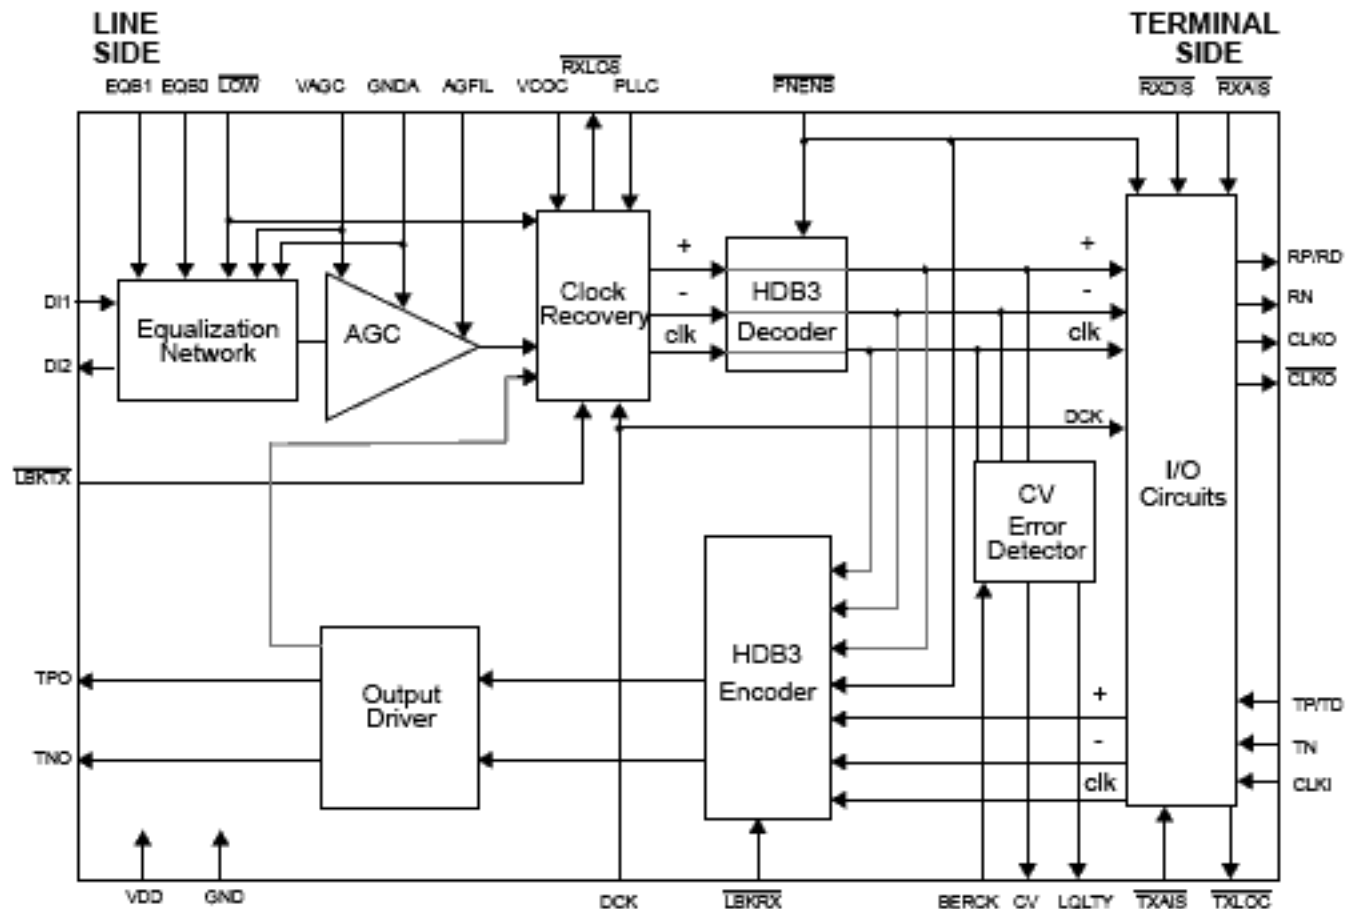 LINE
SIDE
TERMINAL
SIDE
EQB1 EQB0 LOW VAGC GNDA AGFIL VCOC RXLOS PLLC PNENB RXDIS RXAIS
DI1
DI2
Equalization
Network
AGC
Clock
Recovery
+
-
clk
HDB3
Decoder
+
-
clk
DCK
RP/RD
RN
CLKO
CLKO
LBKTX
I/O
Circuits
CV
Error
Detector
HDB3
Encoder
Output
Driver
TPO
TNO
+
-
clk
TP/TD
TN
CLKI
VDD GND DCK LBKRX BERCK CV LQLTY TXAIS TXLOC